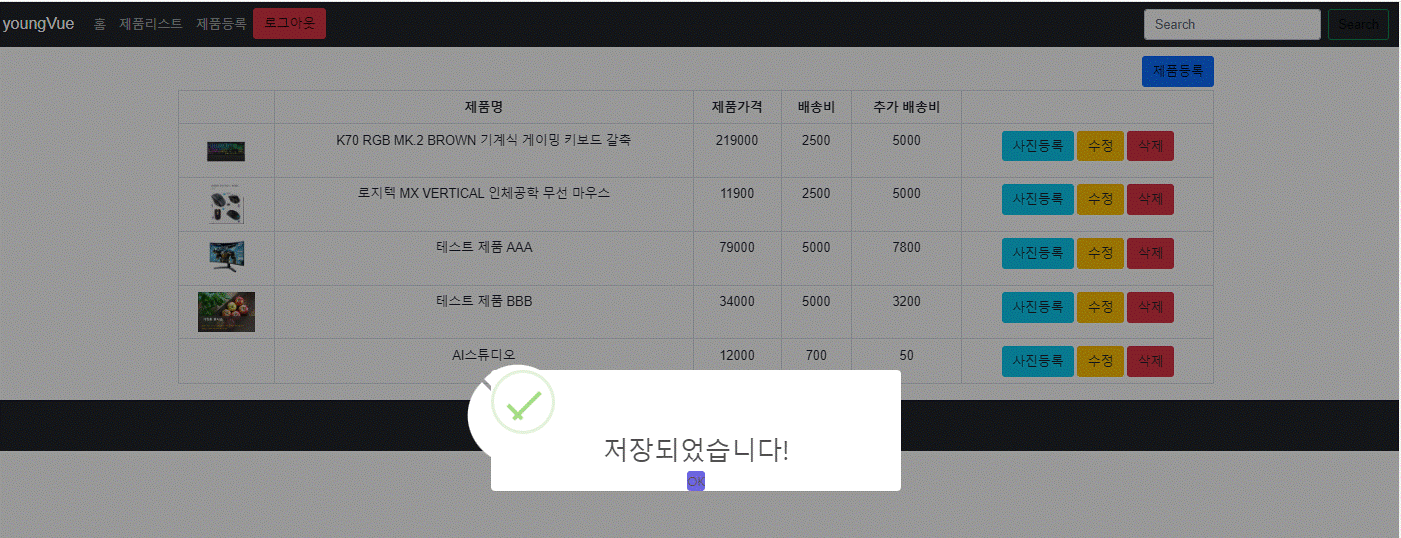 youngVue 홈 제품리스트 제품등록 로그아웃 Search Search
제품등록
제품명 제품가격 배송비 추가 배송비
K70 RGB MK.2 BROWN 기계식 게이밍 키보드 갈축 219000 2500 5000 사진등록 수정 삭제
로지텍 MX VERTICAL 인체공학 무선 마우스 11900 2500 5000 사진등록 수정 삭제
테스트 제품 AAA 79000 5000 7800 사진등록 수정 삭제
테스트 제품 BBB 34000 5000 3200 사진등록 수정 삭제
AI스튜디오 12000 700 50 사진등록 수정 삭제
저장되었습니다!
OK